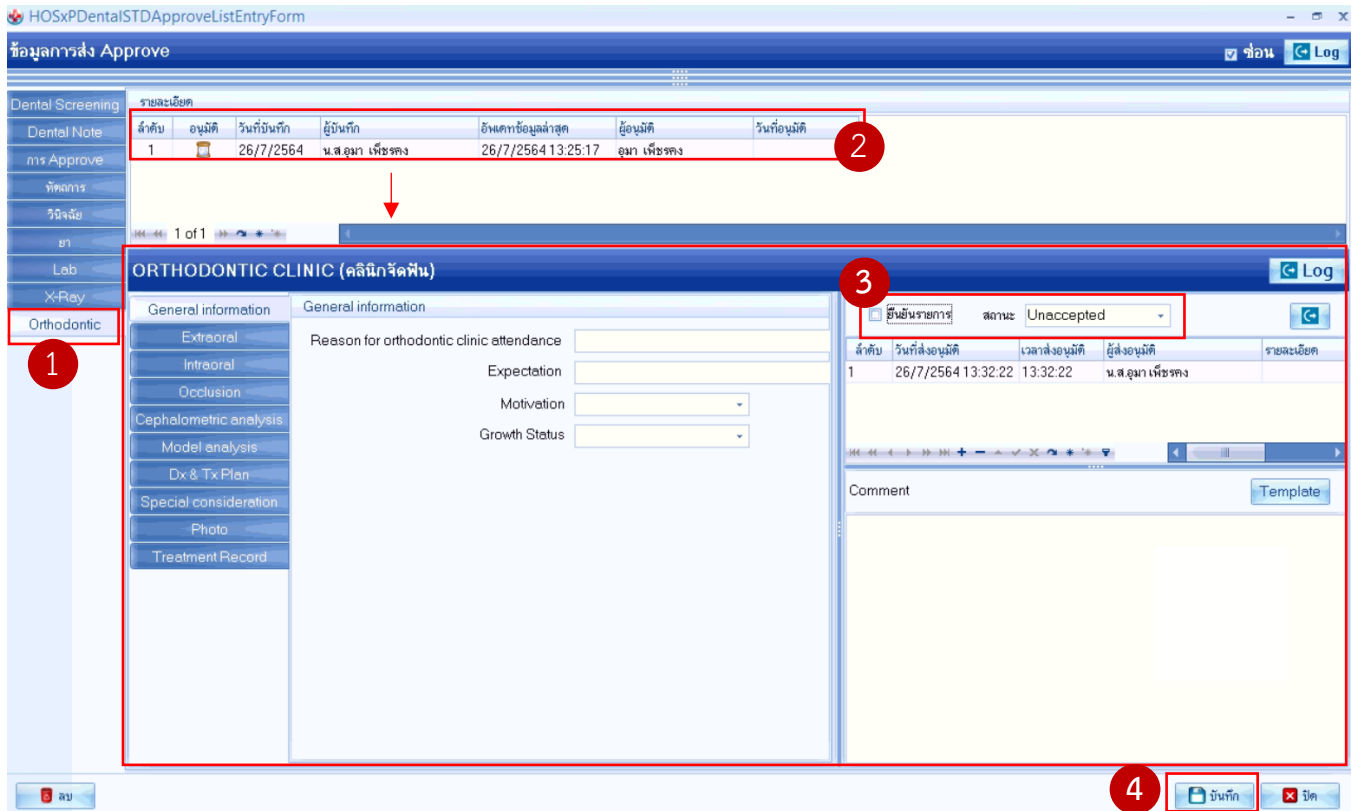 HOSxPDentalSTDApproveListEntryForm
ข้อมูลการส่ง Approve
ซ่อน Log
Dental Screening
Dental Note
การ Approve
หัตถการ
วินิจฉัย
ยา
Lab
X-Ray
Orthodontic
1
รายละเอียด
ลำดับ อนุมัติ วันที่บันทึก ผู้บันทึก อัพเดทข้อมูลล่าสุด ผู้อนุมัติ วันที่อนุมัติ
1 26/7/2564 น.ส.อุมา เพ็ชรคง 26/7/2564 13:25:17 อุมา เพ็ชรคง
2
1 of 1
ORTHODONTIC CLINIC (คลินิกจัดฟัน) Log
General information
Extraoral
Intraoral
Occlusion
Cephalometric analysis
Model analysis
Dx & Tx Plan
Special consideration
Photo
Treatment Record
General information
Reason for orthodontic clinic attendance
Expectation
Motivation
Growth Status
3
ยืนยันรายการ สถานะ Unaccepted
ลำดับ วันที่ส่งอนุมัติ เวลาส่งอนุมัติ ผู้ส่งอนุมัติ รายละเอียด
1 26/7/2564 13:32:22 13:32:22 น.ส.อุมา เพ็ชรคง
Comment Template
4
ลบ บันทึก ปิด